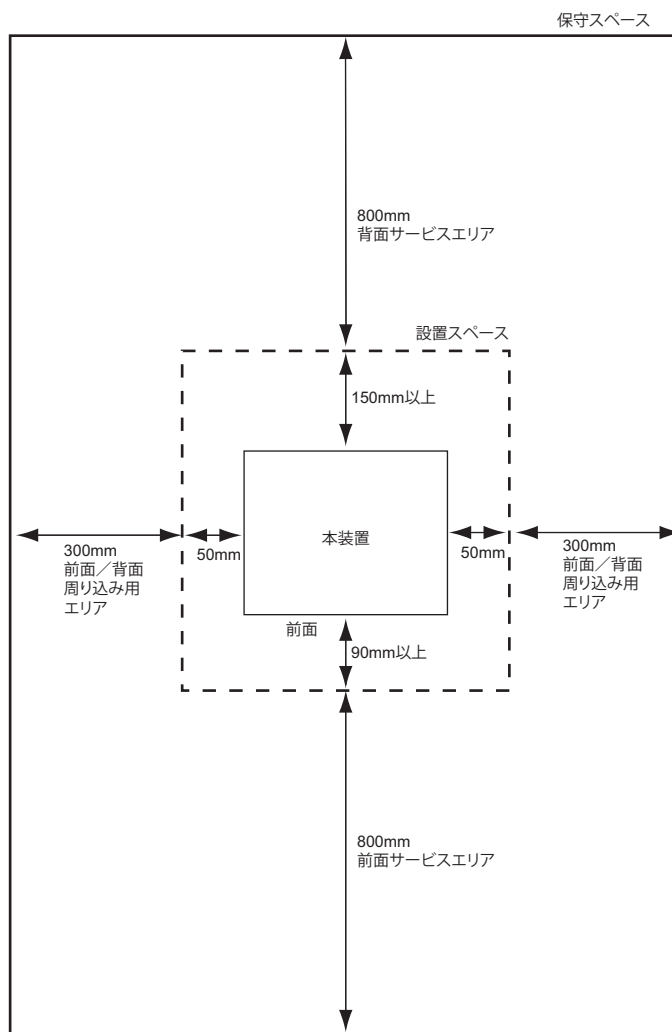 保守スペース
800mm
背面サービスエリア
設置スペース
150mm以上
300mm
前面／背面
周り込み用
エリア
50mm
本装置
50mm
300mm
前面／背面
周り込み用
エリア
前面
90mm以上
800mm
前面サービスエリア